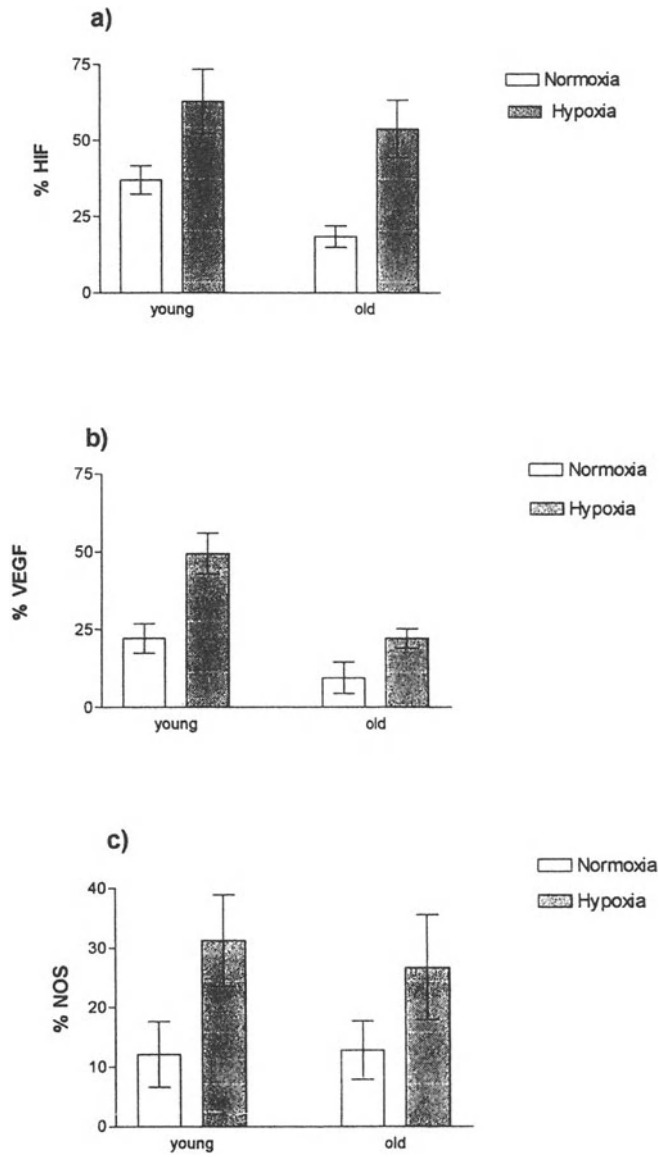 a)
75
50
25
0
% HIF
young
old
Normoxia
Hypoxia
b)
75
50
25
0
% VEGF
young
old
Normoxia
Hypoxia
c)
40
30
20
10
0
% NOS
young
old
Normoxia
Hypoxia